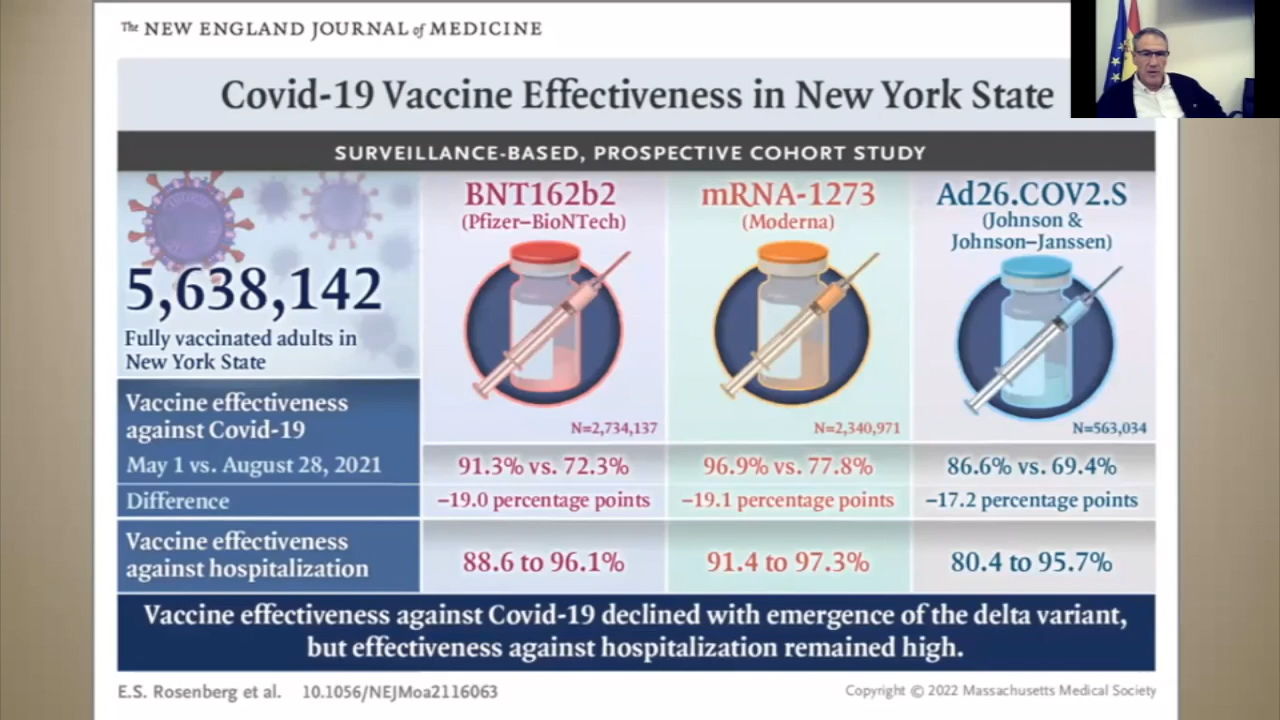 The NEW ENGLAND JOURNAL of MEDICINE
Covid-19 Vaccine Effectiveness in New York State
SURVEILLANCE-BASED, PROSPECTIVE COHORT STUDY
5,638,142
Fully vaccinated adults in
New York State
BNT162b2
(Pfizer–BioNTech)
N=2,734,137
mRNA-1273
(Moderna)
N=2,340,971
Ad26.COV2.S
(Johnson &
Johnson–Janssen)
N=563,034
Vaccine effectiveness
against Covid-19
May 1 vs. August 28, 2021
91.3% vs. 72.3%
96.9% vs. 77.8%
86.6% vs. 69.4%
Difference
−19.0 percentage points
−19.1 percentage points
−17.2 percentage points
Vaccine effectiveness
against hospitalization
88.6 to 96.1%
91.4 to 97.3%
80.4 to 95.7%
Vaccine effectiveness against Covid-19 declined with emergence of the delta variant,
but effectiveness against hospitalization remained high.
E.S. Rosenberg et al. 10.1056/NEJMoa2116063
Copyright © 2022 Massachusetts Medical Society